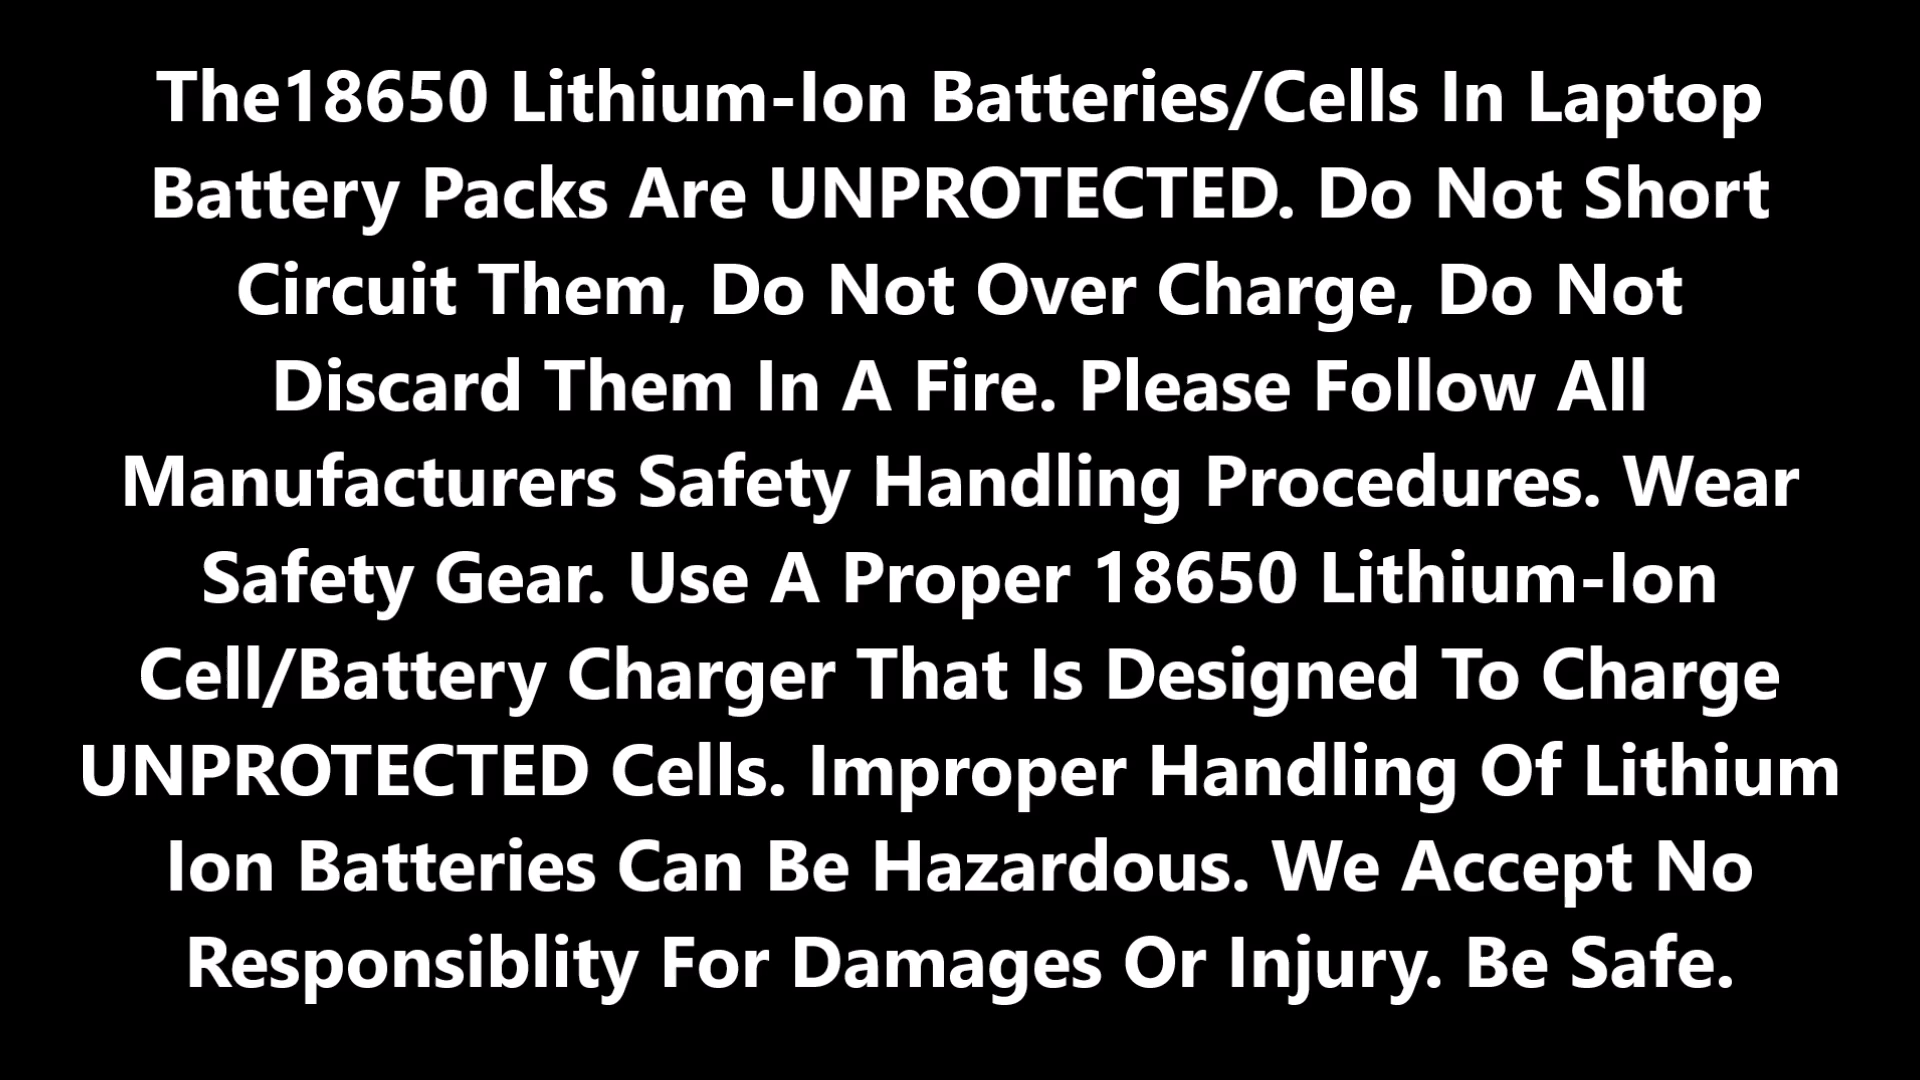 The18650 Lithium-Ion Batteries/Cells In Laptop
Battery Packs Are UNPROTECTED. Do Not Short
Circuit Them, Do Not Over Charge, Do Not
Discard Them In A Fire. Please Follow All
Manufacturers Safety Handling Procedures. Wear
Safety Gear. Use A Proper 18650 Lithium-Ion
Cell/Battery Charger That Is Designed To Charge
UNPROTECTED Cells. Improper Handling Of Lithium
Ion Batteries Can Be Hazardous. We Accept No
Responsiblity For Damages Or Injury. Be Safe.